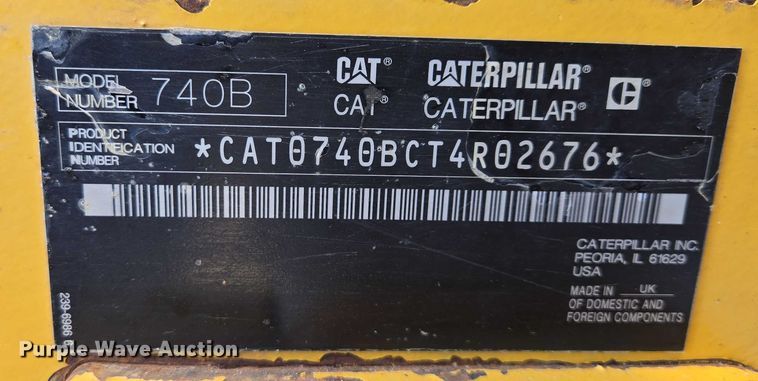 MODEL NUMBER 740B
CAT® CATERPILLAR® C®
CAT® CATERPILLAR®
PRODUCT IDENTIFICATION NUMBER *CAT0740BCT4R02676*
CATERPILLAR INC.
PEORIA, IL 61629
USA
MADE IN UK
OF DOMESTIC AND
FOREIGN COMPONENTS
239-6986
Purple Wave Auction